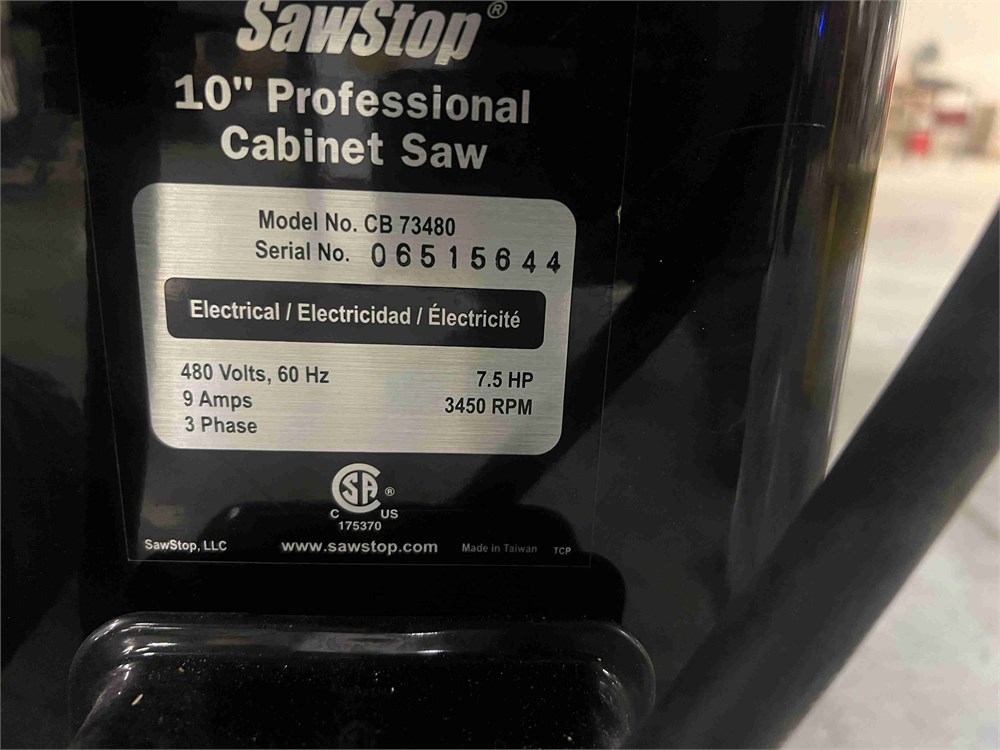 SawStop®
10" Professional
Cabinet Saw
Model No. CB 73480
Serial No. 06515644
Electrical / Electricidad / Électricité
480 Volts, 60 Hz 7.5 HP
9 Amps 3450 RPM
3 Phase
CSA ®
C US
175370
SawStop, LLC www.sawstop.com Made in Taiwan TCP